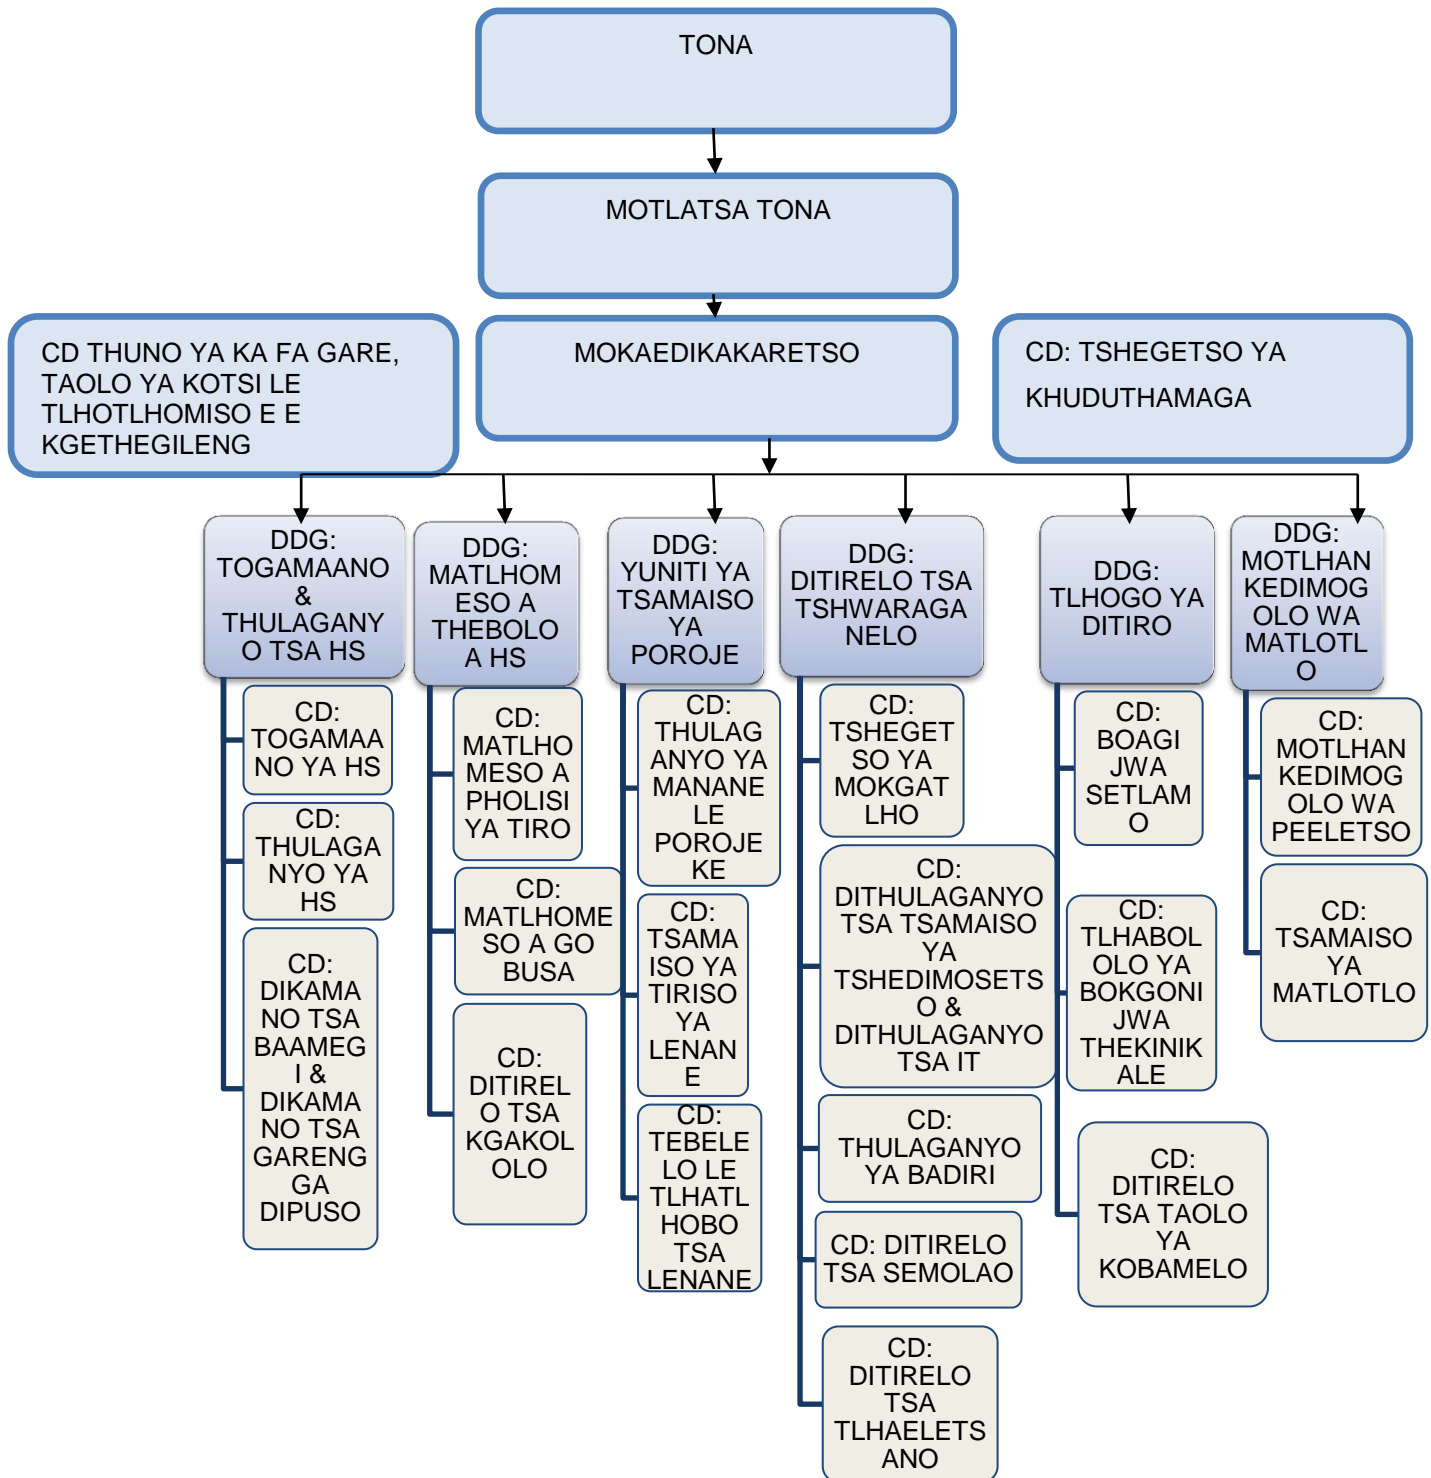 TONA
MOTLATSA TONA
MOKAEDIKAKARETSO
CD THUNO YA KA FA GARE,
TAOLO YA KOTSI LE
TLHOTLHOMISO E E
KGETHEGILENG
CD: TSHEGETSO YA
KHUDUTHAMAGA
DDG:
TOGAMAANO
&
THULAGANY
O TSA HS
CD:
TOGAMAA
NO YA HS
CD:
THULAGA
NYO YA
HS
CD:
DIKAMA
NO TSA
BAAMEG
I &
DIKAMA
NO TSA
GARENG
GA
DIPUSO
DDG:
MATLHOM
ESO A
THEBOLO
A HS
CD:
MATLHO
MESO A
PHOLISI
YA TIRO
CD:
MATLHOME
SO A GO
BUSA
CD:
DITIREL
O TSA
KGAKOL
OLO
DDG:
YUNITI YA
TSAMAISO
YA
POROJE
CD:
THULAG
ANYO YA
MANANE
LE
POROJE
KE
CD:
TSAMA
ISO YA
TIRISO
YA
LENAN
E
CD:
TEBELE
LO LE
TLHATL
HOBO
TSA
LENANE
DDG:
DITIRELO TSA
TSHWARAGA
NELO
CD:
TSHEGET
SO YA
MOKGAT
LHO
CD:
DITHULAGANYO
TSA TSAMAISO
YA
TSHEDIMOSETS
O &
DITHULAGANYO
TSA IT
CD:
THULAGANYO
YA BADIRI
CD: DITIRELO
TSA SEMOLAO
CD:
DITIRELO
TSA
TLHAELETS
ANO
DDG:
TLHOGO YA
DITIRO
CD:
BOAGI
JWA
SETLAM
O
CD:
TLHABOL
OLO YA
BOKGONI
JWA
THEKINIK
ALE
CD:
DITIRELO
TSA TAOLO
YA
KOBAMELO
DDG:
MOTLHAN
KEDIMOG
OLO WA
MATLOTL
O
CD:
MOTLHAN
KEDIMOG
OLO WA
PEELETSO
CD:
TSAMAISO
YA
MATLOTLO